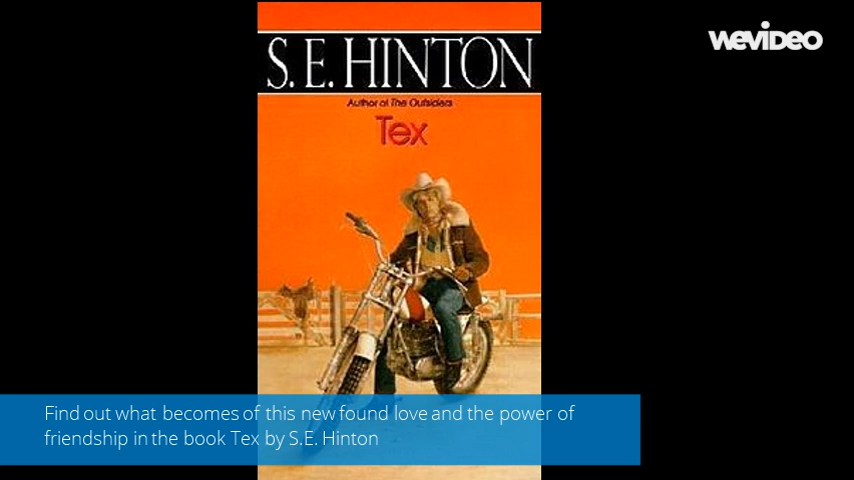 wevideo
S.E. HINTON
Author of The Outsiders
Tex
Find out what becomes of this new found love and the power of
friendship in the book Tex by S.E. Hinton